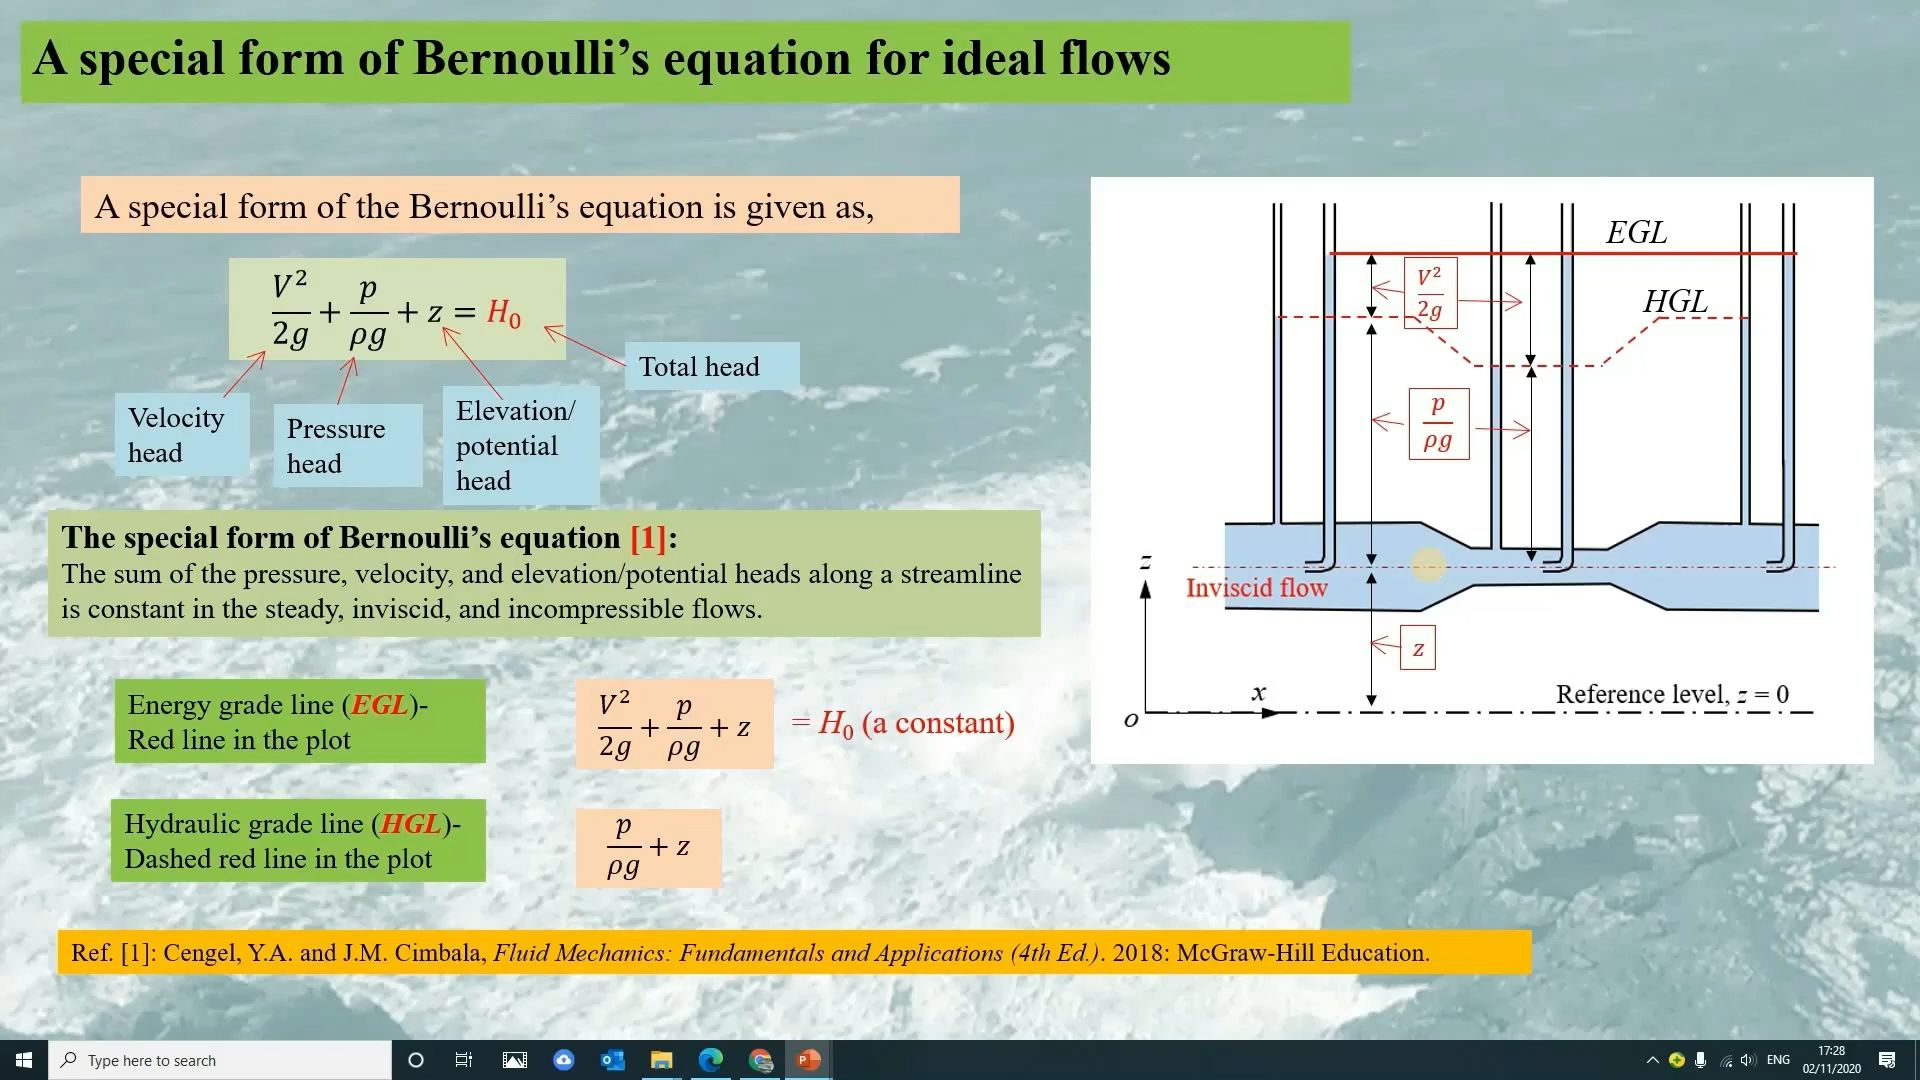 A special form of Bernoulli’s equation for ideal flows
A special form of the Bernoulli’s equation is given as,
V²/2g + p/ρg + z = H₀
Total head
Velocity
head
Pressure
head
Elevation/
potential
head
The special form of Bernoulli’s equation [1]:
The sum of the pressure, velocity, and elevation/potential heads along a streamline
is constant in the steady, inviscid, and incompressible flows.
Energy grade line (EGL)-
Red line in the plot
V²/2g + p/ρg + z = H₀ (a constant)
Hydraulic grade line (HGL)-
Dashed red line in the plot
p/ρg + z
EGL
V²/2g
HGL
p/ρg
z
Inviscid flow
z
x
Reference level, z = 0
o
Ref. [1]: Cengel, Y.A. and J.M. Cimbala, Fluid Mechanics: Fundamentals and Applications (4th Ed.). 2018: McGraw-Hill Education.
Type here to search
ENG
17:28
02/11/2020